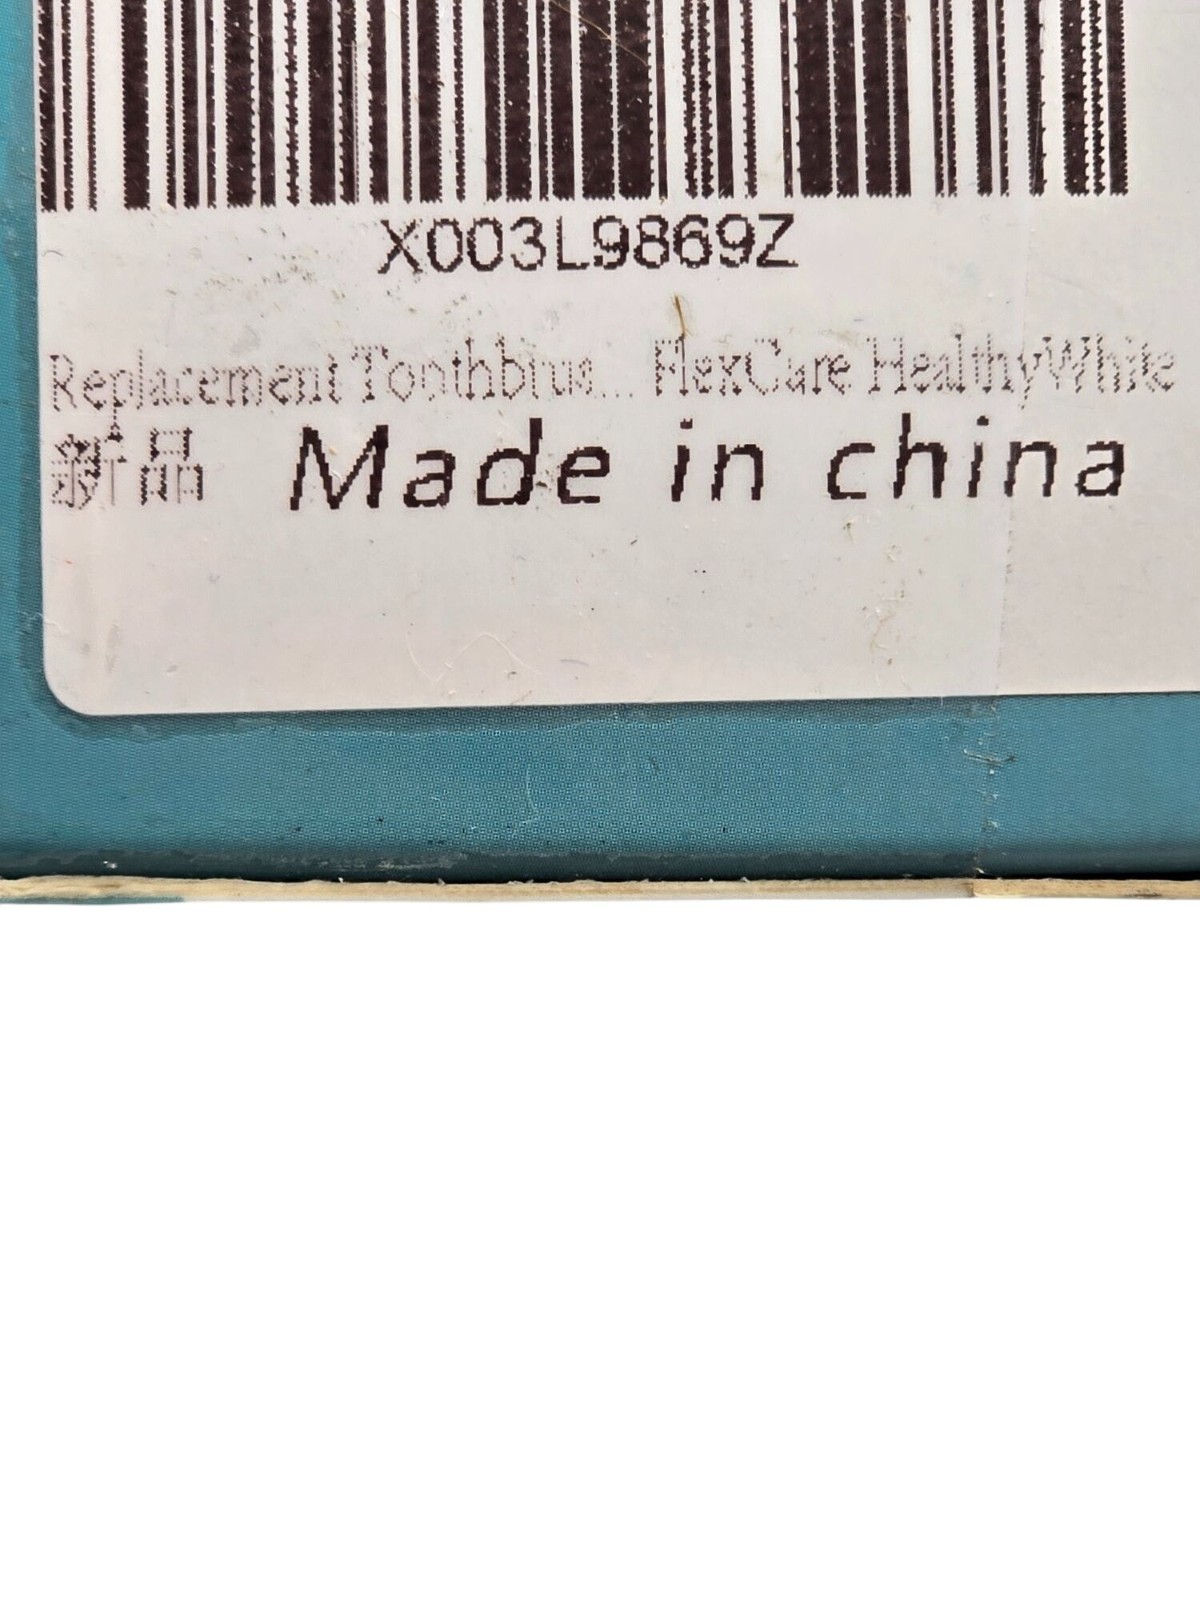 X003L9869Z
Replacement Toothbrus... FlexCare HealthyWhite
新品 Made in china